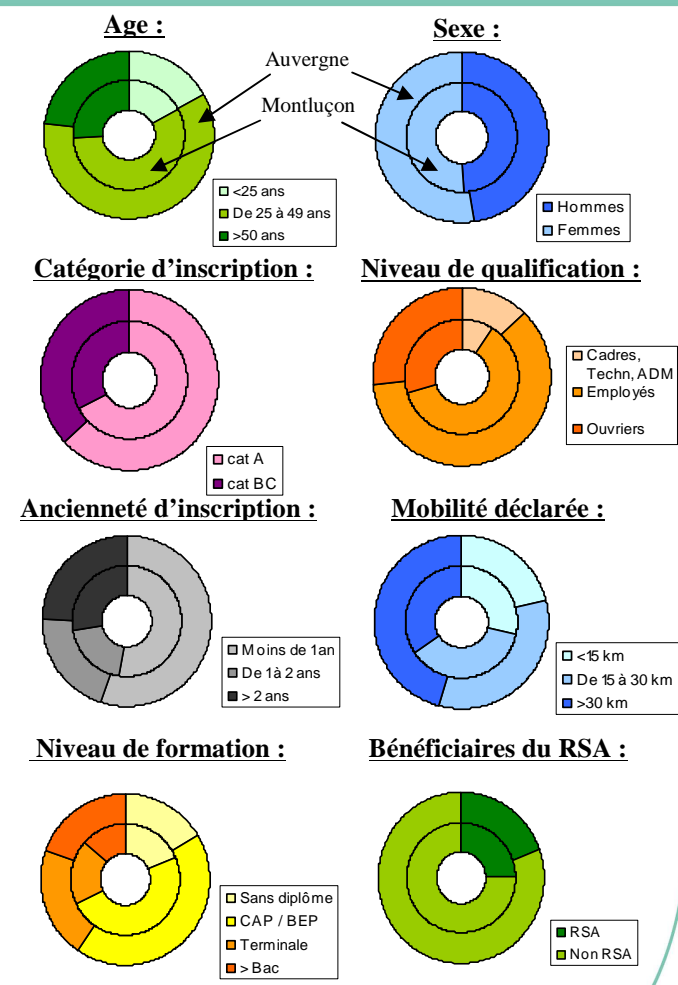 Age :
Sexe :
Auvergne
Montluçon
<25 ans
De 25 à 49 ans
>50 ans
Hommes
Femmes
Catégorie d'inscription :
Niveau de qualification :
cat A
cat BC
Cadres,
Techn, ADM
Employés
Ouvriers
Ancienneté d'inscription :
Mobilité déclarée :
Moins de 1an
De 1à 2 ans
> 2 ans
<15 km
De 15 à 30 km
>30 km
Niveau de formation :
Bénéficiaires du RSA :
Sans diplôme
CAP / BEP
Terminale
> Bac
RSA
Non RSA